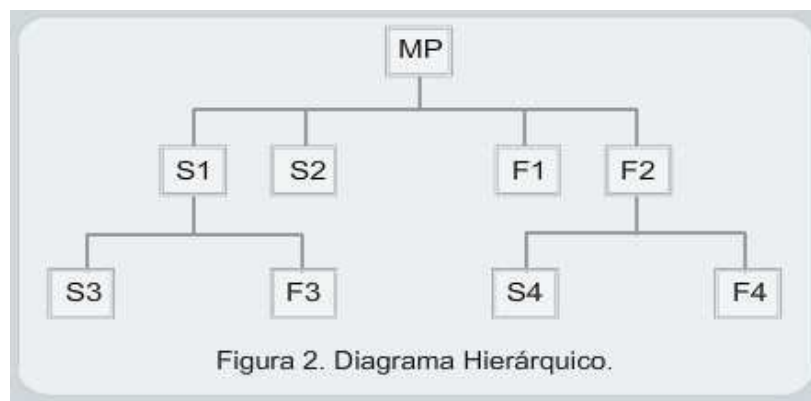 MP
S1 S2 F1 F2
S3 F3 S4 F4
Figura 2. Diagrama Hierárquico.